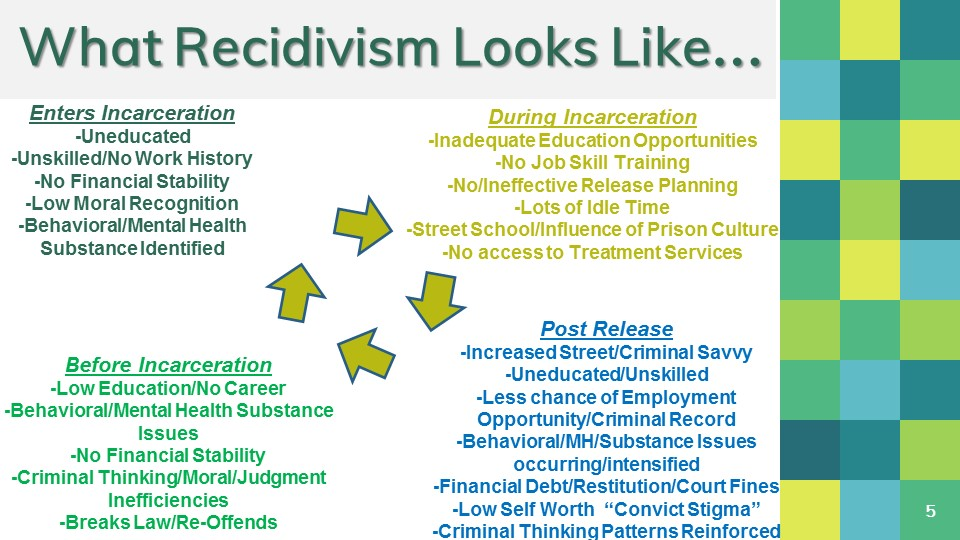 What Recidivism Looks Like...
Enters Incarceration
-Uneducated
-Unskilled/No Work History
-No Financial Stability
-Low Moral Recognition
-Behavioral/Mental Health
Substance Identified
During Incarceration
-Inadequate Education Opportunities
-No Job Skill Training
-No/Ineffective Release Planning
-Lots of Idle Time
-Street School/Influence of Prison Culture
-No access to Treatment Services
Before Incarceration
-Low Education/No Career
-Behavioral/Mental Health Substance
Issues
-No Financial Stability
-Criminal Thinking/Moral/Judgment
Inefficiencies
-Breaks Law/Re-Offends
Post Release
-Increased Street/Criminal Savvy
-Uneducated/Unskilled
-Less chance of Employment
Opportunity/Criminal Record
-Behavioral/MH/Substance Issues
occurring/intensified
-Financial Debt/Restitution/Court Fines
-Low Self Worth “Convict Stigma”
-Criminal Thinking Patterns Reinforced
5